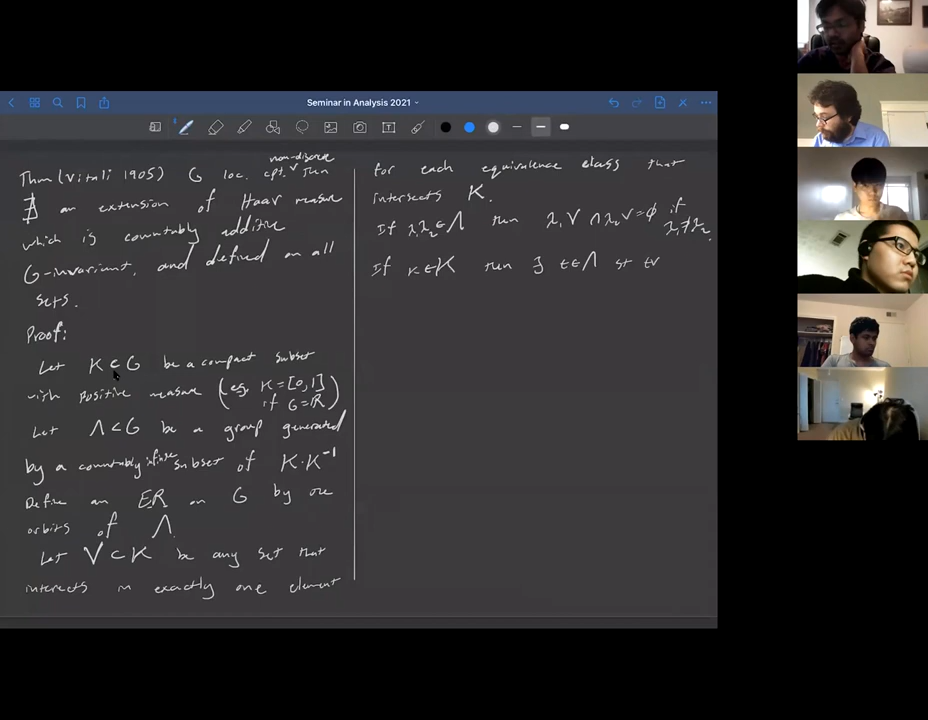 Seminar in Analysis 2021
non-discrete
Thm (Vitali 1905) G loc. cpt. Then
∄ an extension of Haar measure
which is countably additive
G-invariant, and defined on all
sets.
Proof:
Let K ⊂ G be a compact subset
with positive measure (e.g. K = [0,1]
if G = ℝ)
Let Λ < G be a group generated
by a countably infinite subset of K·K⁻¹
Define an ER on G by the
orbits of Λ.
Let V ⊂ K be any set that
intersects in exactly one element
for each equivalence class that
intersects K.
If λ₁, λ₂ ∈ Λ then λ₁V ∩ λ₂V = ∅ if
λ₁ ≠ λ₂.
If k ∈ K then ∃ t ∈ Λ st tv